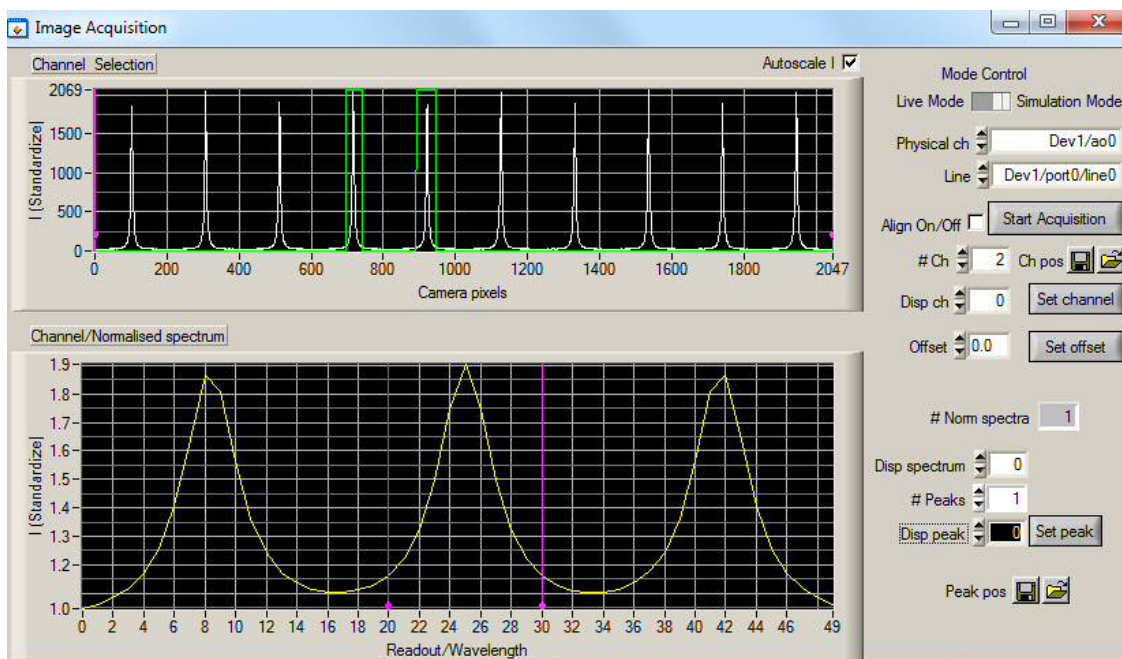 Image Acquisition
Channel Selection
Autoscale I
2069
1500
1000
500
0
I (Standardize
0 200 400 600 800 1000 1200 1400 1600 1800 2047
Camera pixels
Channel/Normalised spectrum
1.9
1.8
1.7
1.6
1.5
1.4
1.3
1.2
1.1
1.0
I (Standardize
0 2 4 6 8 10 12 14 16 18 20 22 24 26 28 30 32 34 36 38 40 42 44 46 49
Readout/Wavelength
Mode Control
Live Mode Simulation Mode
Physical ch Dev1/ao0
Line Dev1/port0/line0
Align On/Off Start Acquisition
# Ch 2 Ch pos
Disp ch 0 Set channel
Offset 0.0 Set offset
# Norm spectra 1
Disp spectrum 0
# Peaks 1
Disp peak 0 Set peak
Peak pos